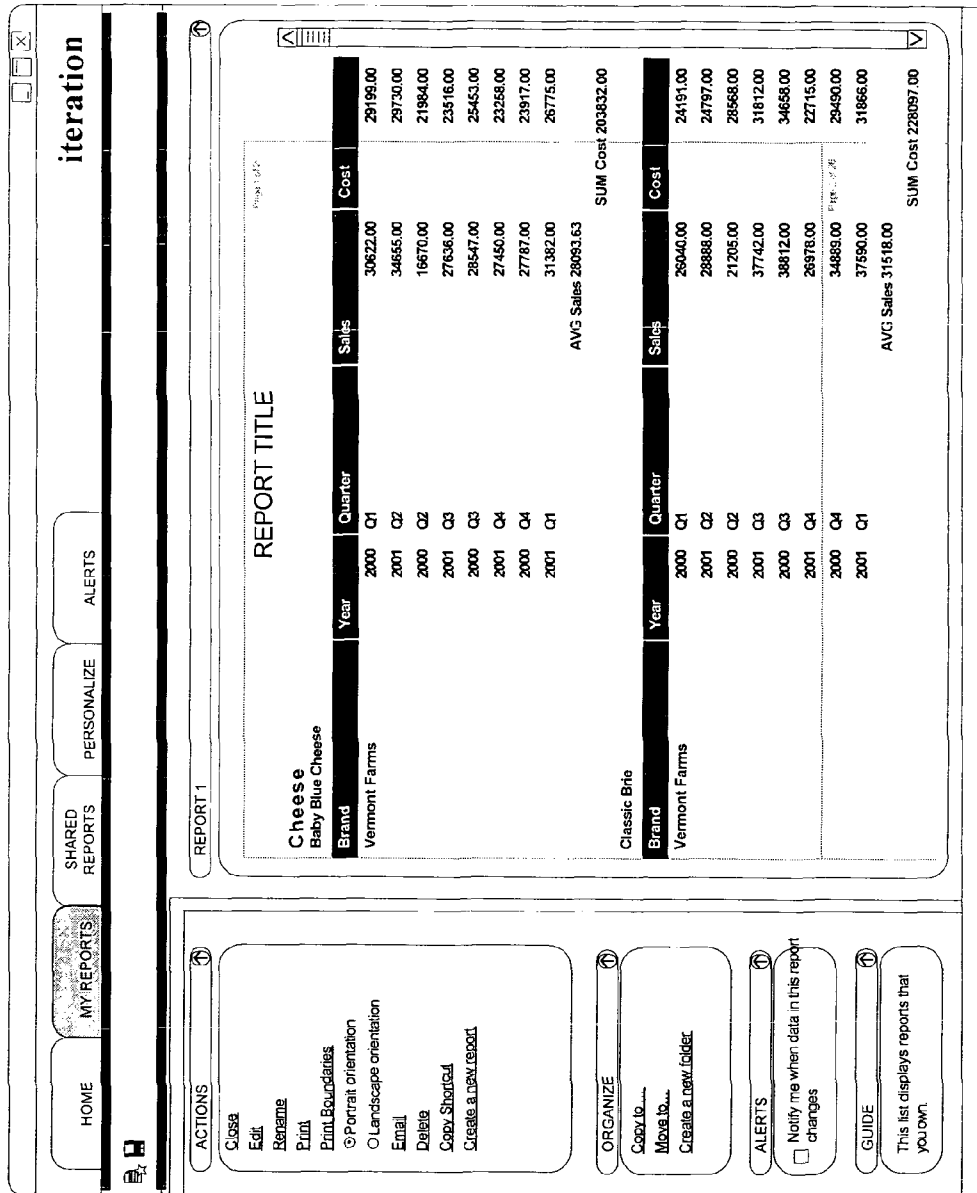 iteration
HOME
MY REPORTS
SHARED REPORTS
PERSONALIZE
ALERTS
ACTIONS
Close
Edit
Rename
Print
Print Boundaries
Portrait orientation
Landscape orientation
Email
Delete
Copy Shortcut
Create a new report
ORGANIZE
Copy to ....
Move to....
Create a new folder
ALERTS
Notify me when data in this report
changes
GUIDE
This list displays reports that
you own.
REPORT 1
Page 1 of
REPORT TITLE
Cheese
Baby Blue Cheese
Brand Year Quarter Sales Cost
Vermont Farms 2000 Q1 30622.00 29199.00
2001 Q2 34655.00 29730.00
2000 Q2 16670.00 21984.00
2001 Q3 27636.00 23516.00
2000 Q3 28547.00 25453.00
2001 Q4 27450.00 23258.00
2000 Q4 27787.00 23917.00
2001 Q1 31382.00 26775.00
AVG Sales 28093.63
SUM Cost 203832.00
Classic Brie
Brand Year Quarter Sales Cost
Vermont Farms 2000 Q1 26040.00 24191.00
2001 Q2 28888.00 24797.00
2000 Q2 21205.00 28568.00
2001 Q3 37742.00 31812.00
2000 Q3 38812.00 34658.00
2001 Q4 26978.00 22715.00
Page of 26
2000 Q4 34889.00 29490.00
2001 Q1 37590.00 31866.00
AVG Sales 31518.00
SUM Cost 228097.00